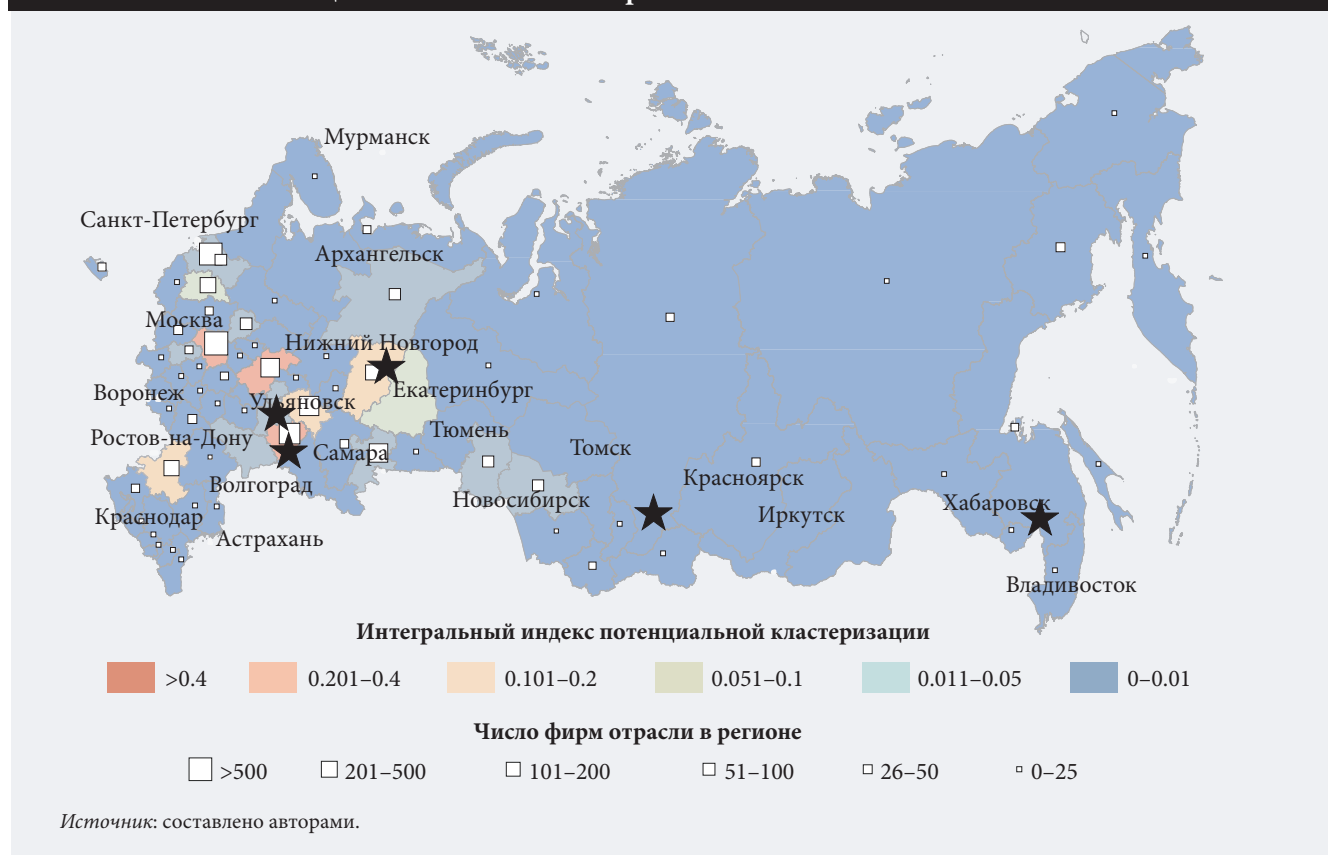 Мурманск
Санкт-Петербург
Архангельск
Москва
Нижний Новгород
Воронеж
Ульяновск
Екатеринбург
Ростов-на-Дону
Тюмень
Самара
Томск
Волгоград
Красноярск
Новосибирск
Хабаровск
Краснодар
Иркутск
Астрахань
Владивосток
Интегральный индекс потенциальной кластеризации
>0.4 0.201–0.4 0.101–0.2 0.051–0.1 0.011–0.05 0–0.01
Число фирм отрасли в регионе
>500 201–500 101–200 51–100 26–50 0–25
Источник: составлено авторами.